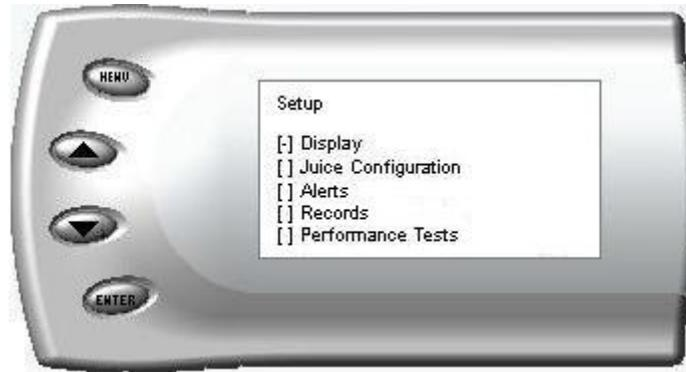 MENU
Setup
[-] Display
[ ] Juice Configuration
[ ] Alerts
[ ] Records
[ ] Performance Tests
ENTER